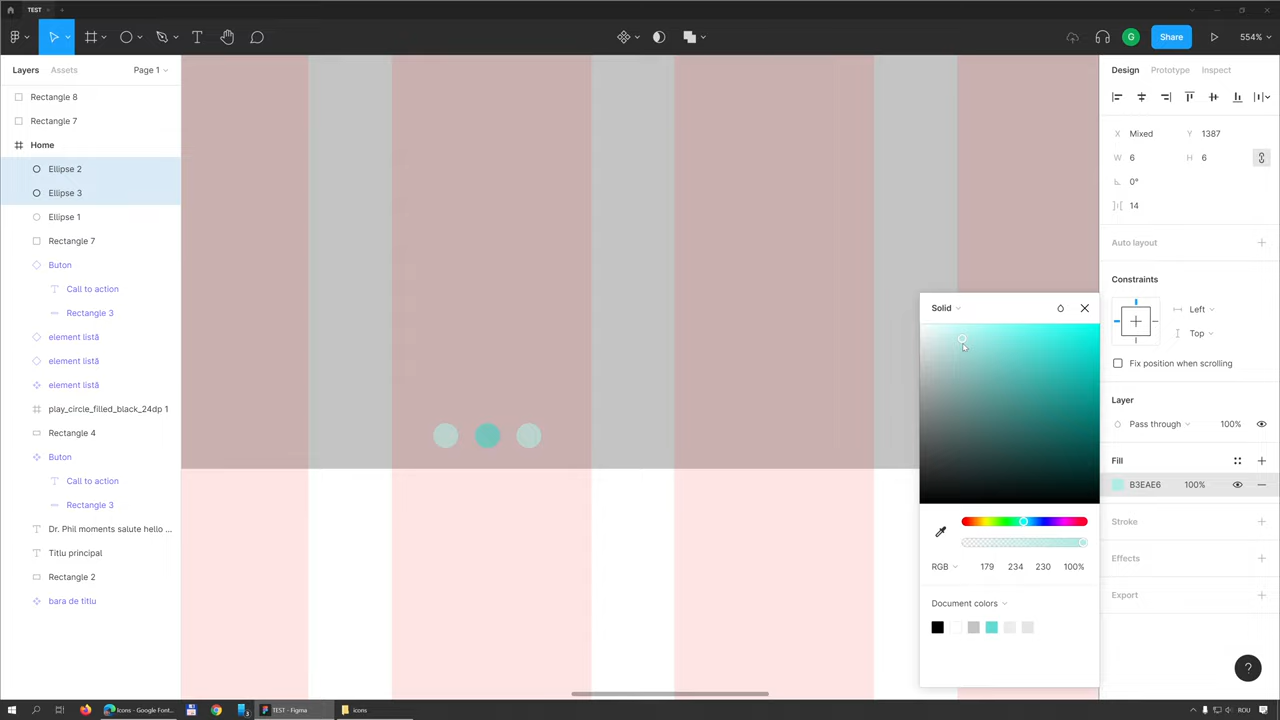 TEST
G
Share
554%
Layers
Assets
Page 1
Rectangle 8
Rectangle 7
Home
Ellipse 2
Ellipse 3
Ellipse 1
Rectangle 7
Buton
Call to action
Rectangle 3
element listă
element listă
element listă
play_circle_filled_black_24dp 1
Rectangle 4
Buton
Call to action
Rectangle 3
Dr. Phil moments salute hello ...
Titlu principal
Rectangle 2
bara de titlu
Solid
RGB 179 234 230 100%
Document colors
Design
Prototype
Inspect
X Mixed Y 1387
W 6 H 6
0°
14
Auto layout
Constraints
Left
Top
Fix position when scrolling
Layer
Pass through 100%
Fill
B3EAE6 100%
Stroke
Effects
Export
?
Icons - Google Font...
TEST - Figma
icons
ROU